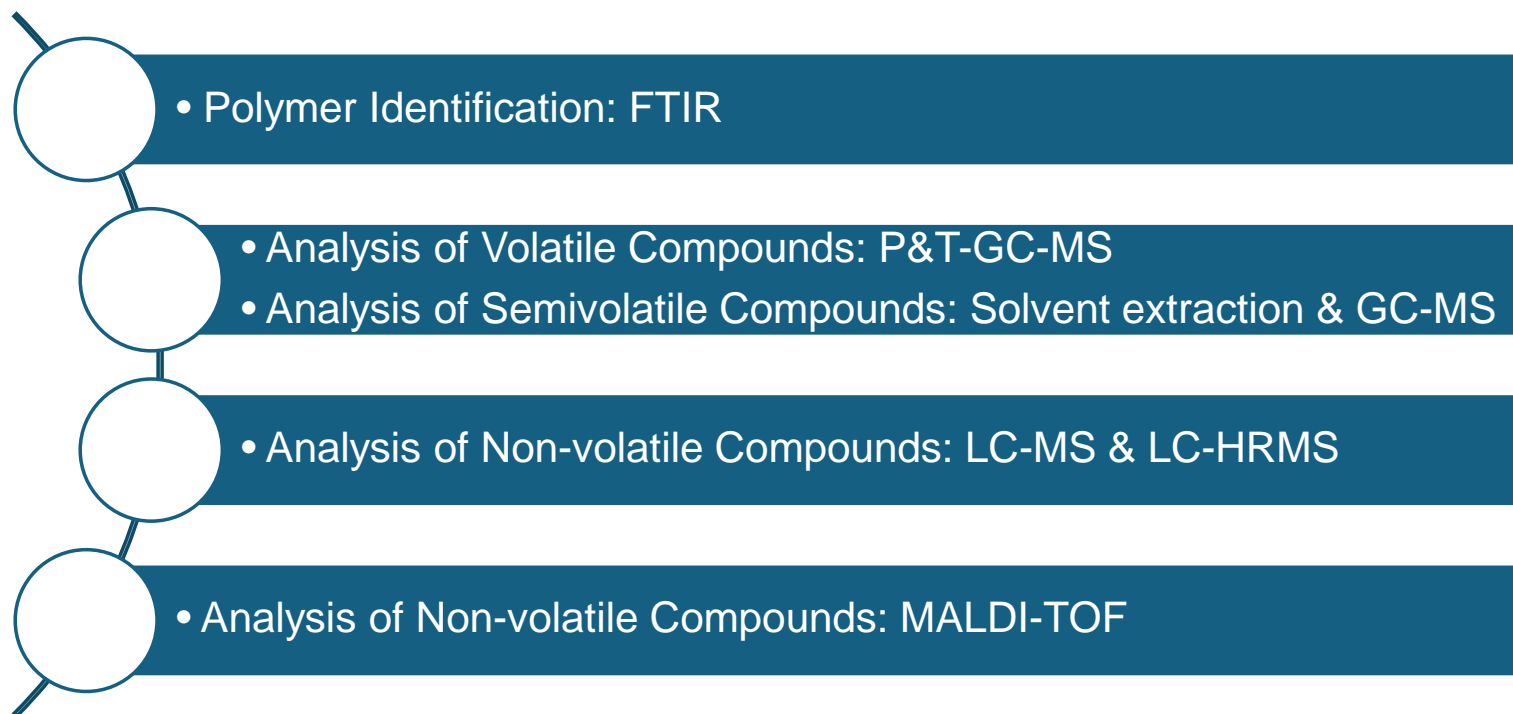 • Polymer Identification: FTIR
• Analysis of Volatile Compounds: P&T-GC-MS
• Analysis of Semivolatile Compounds: Solvent extraction & GC-MS
• Analysis of Non-volatile Compounds: LC-MS & LC-HRMS
• Analysis of Non-volatile Compounds: MALDI-TOF